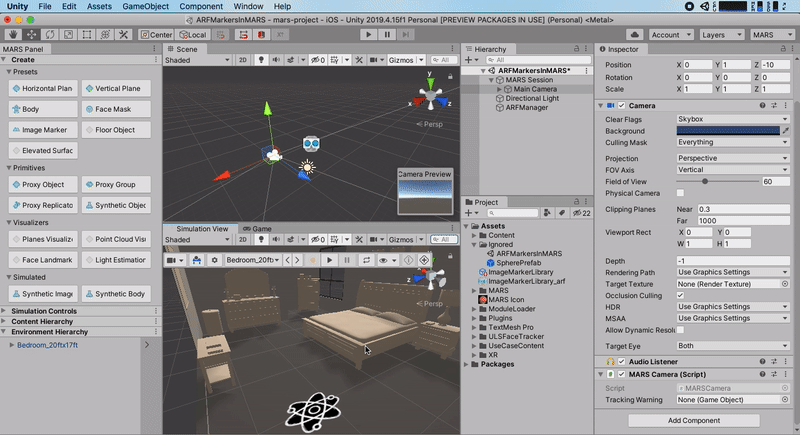 Unity File Edit Assets GameObject Component Window Help
ARFMarkersInMARS - mars-project - iOS - Unity 2019.4.15f1 Personal [PREVIEW PACKAGES IN USE] (Personal) <Metal>
Center Local Account Layers MARS
MARS Panel
Create
Presets
Horizontal Plan Vertical Plane
Body Face Mask
Image Marker Floor Object
Elevated Surfac
Primitives
Proxy Object Proxy Group
Proxy Replicato Synthetic Objec
Visualizers
Planes Visualize Point Cloud Visu
Face Landmark Light Estimation
Simulated
Synthetic Imag Synthetic Body
Simulation Controls
Content Hierarchy
Environment Hierarchy
Bedroom_20ftx17ft
Scene
Shaded 2D 0 Gizmos All
y
x
z
Persp
Camera Preview
Simulation View Game
Shaded 2D 0 Gizmos All
Bedroom_20ftx
Persp
Hierarchy
All
ARFMarkersInMARS*
MARS Session
Main Camera
Directional Light
ARFManager
Project
22
Assets
Content
Ignored
ARFMarkersInMARS
SpherePrefab
ImageMarkerLibrary
ImageMarkerLibrary_arf
MARS
MARS Icon
ModuleLoader
Plugins
TextMesh Pro
ULSFaceTracker
UseCaseContent
XR
Packages
Inspector
Position X 0 Y 1 Z -10
Rotation X 0 Y 0 Z 0
Scale X 1 Y 1 Z 1
Camera
Clear Flags Skybox
Background
Culling Mask Everything
Projection Perspective
FOV Axis Vertical
Field of View 60
Physical Camera
Clipping Planes Near 0.3
Far 1000
Viewport Rect X 0 Y 0
W 1 H 1
Depth -1
Rendering Path Use Graphics Settings
Target Texture None (Render Texture)
Occlusion Culling
HDR Use Graphics Settings
MSAA Use Graphics Settings
Allow Dynamic Resolu
Target Eye Both
Audio Listener
MARS Camera (Script)
Script MARSCamera
Tracking Warning None (Game Object)
Add Component